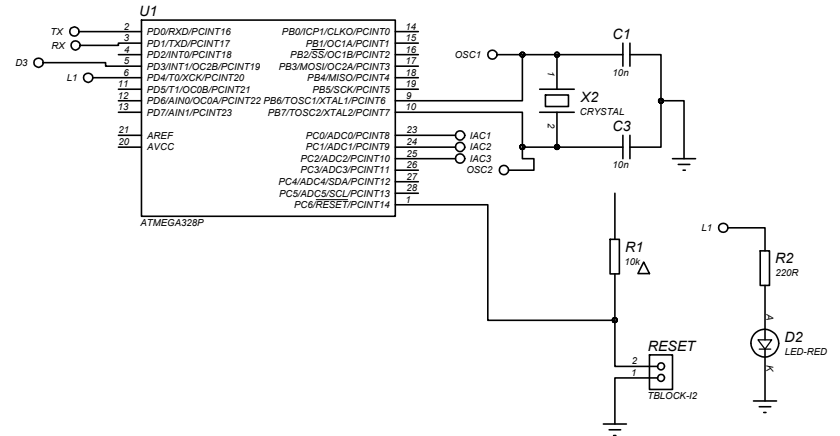 U1
TX
2 PD0/RXD/PCINT16
RX
3 PD1/TXD/PCINT17
4 PD2/INT0/PCINT18
D3
5 PD3/INT1/OC2B/PCINT19
L1
6 PD4/T0/XCK/PCINT20
11 PD5/T1/OC0B/PCINT21
12 PD6/AIN0/OC0A/PCINT22
13 PD7/AIN1/PCINT23
21 AREF
20 AVCC
PB0/ICP1/CLKO/PCINT0 14
PB1/OC1A/PCINT1 15
PB2/SS/OC1B/PCINT2 16
PB3/MOSI/OC2A/PCINT3 17
PB4/MISO/PCINT4 18
PB5/SCK/PCINT5 19
PB6/TOSC1/XTAL1/PCINT6 9
PB7/TOSC2/XTAL2/PCINT7 10
PC0/ADC0/PCINT8 23
PC1/ADC1/PCINT9 24
PC2/ADC2/PCINT10 25
PC3/ADC3/PCINT11 26
PC4/ADC4/SDA/PCINT12 27
PC5/ADC5/SCL/PCINT13 28
PC6/RESET/PCINT14 1
ATMEGA328P
IAC1
IAC2
IAC3
OSC1
OSC2
C1
10n
1
X2
CRYSTAL
2
C3
10n
R1
10k
RESET
2
1
TBLOCK-I2
L1
R2
220R
A
D2
LED-RED
K